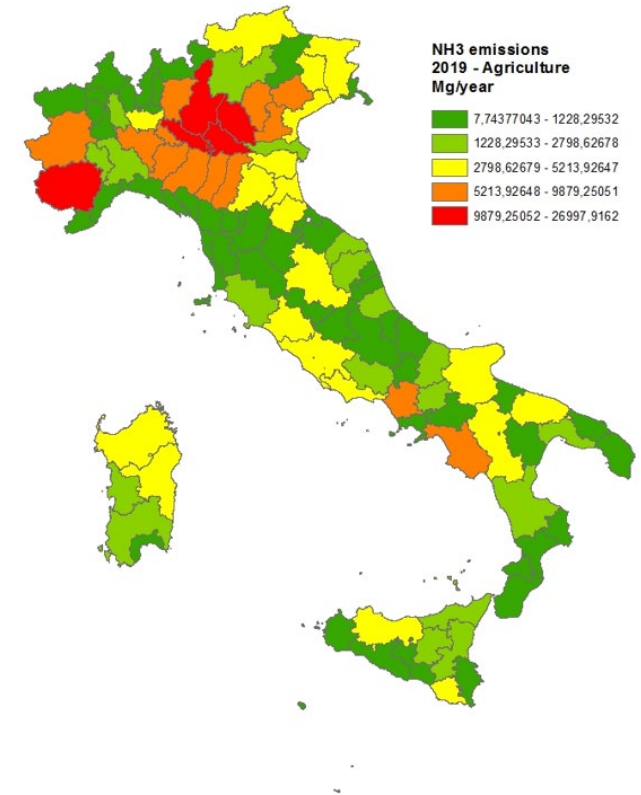 NH3 emissions
2019 - Agriculture
Mg/year
7,74377043 - 1228,29532
1228,29533 - 2798,62678
2798,62679 - 5213,92647
5213,92648 - 9879,25051
9879,25052 - 26997,9162